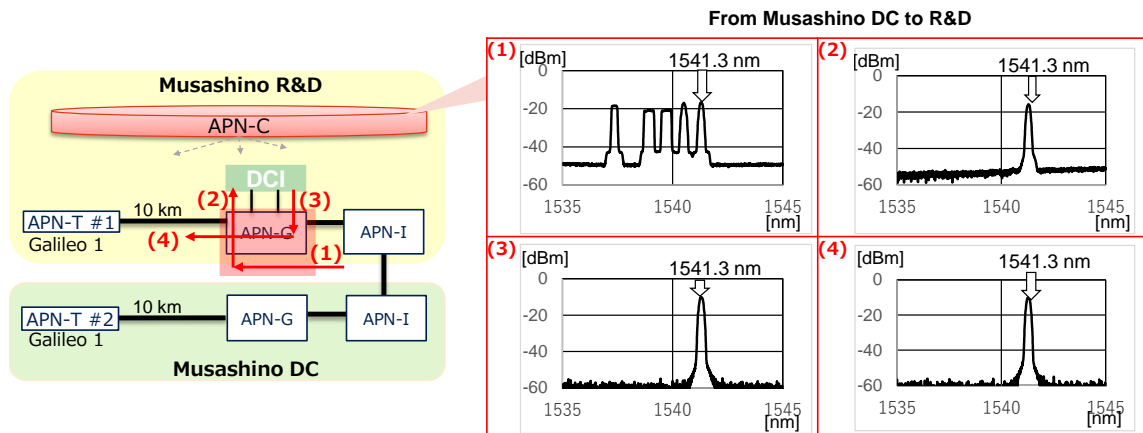 From Musashino DC to R&D
Musashino R&D
APN-C
DCI
(2)
(3)
APN-T #1
10 km
APN-G
APN-I
Galileo 1
(4)
(1)
APN-T #2
10 km
APN-G
APN-I
Galileo 1
Musashino DC
(1)
[dBm]
1541.3 nm
0
-20
-40
-60
1535
1540
1545
[nm]
(2)
[dBm]
1541.3 nm
0
-20
-40
-60
1535
1540
1545
[nm]
(3)
[dBm]
1541.3 nm
0
-20
-40
-60
1535
1540
1545
[nm]
(4)
[dBm]
1541.3 nm
0
-20
-40
-60
1535
1540
1545
[nm]